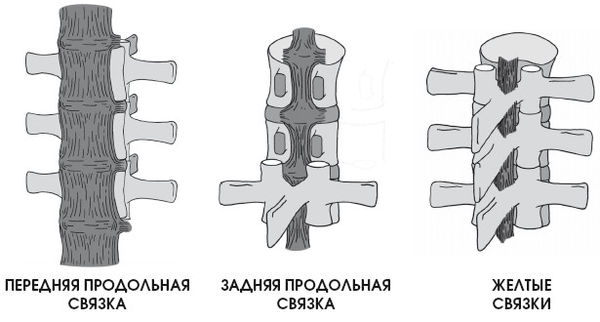 ПЕРЕДНЯЯ ПРОДОЛЬНАЯ
СВЯЗКА
ЗАДНЯЯ ПРОДОЛЬНАЯ
СВЯЗКА
ЖЕЛТЫЕ
СВЯЗКИ